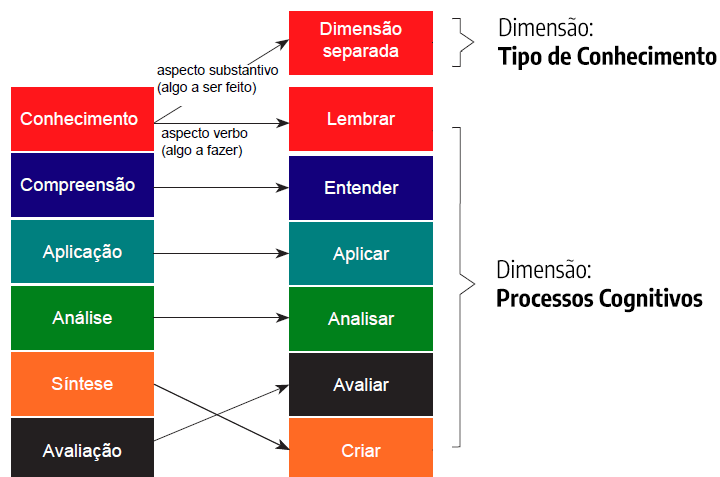 Dimensão
separada
Dimensão:
Tipo de Conhecimento
aspecto substantivo
(algo a ser feito)
Conhecimento
Lembrar
aspecto verbo
(algo a fazer)
Compreensão
Entender
Aplicação
Aplicar
Dimensão:
Processos Cognitivos
Análise
Analisar
Síntese
Avaliar
Avaliação
Criar